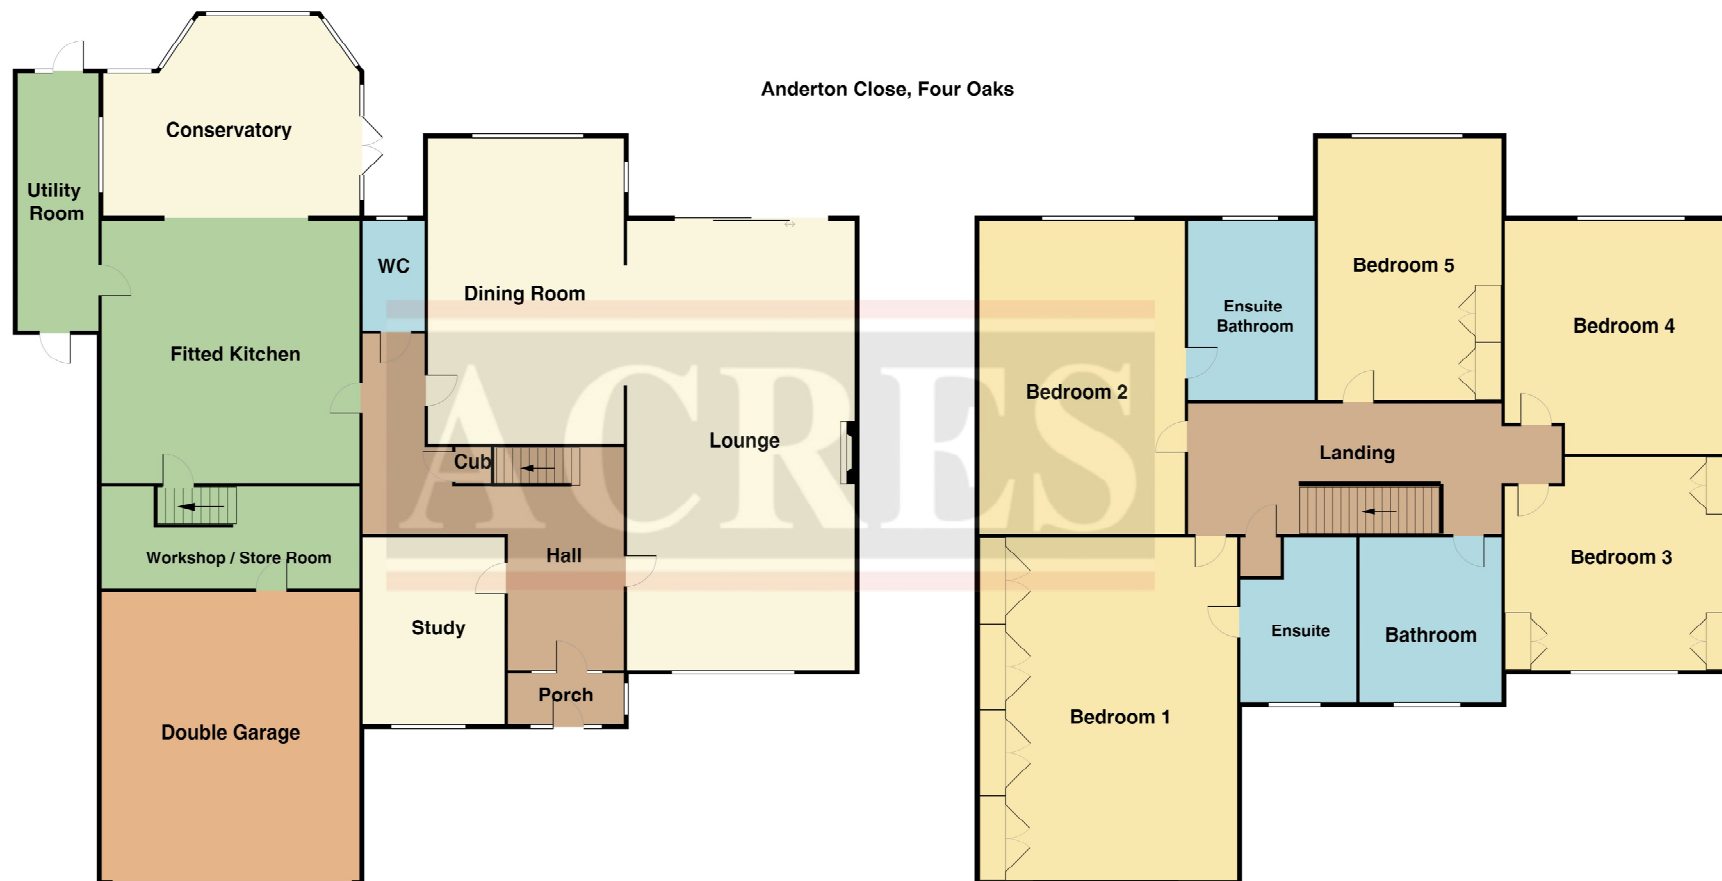 Anderton Close, Four Oaks
Conservatory
Utility
Room
WC
Dining Room
Fitted Kitchen
Lounge
Cub
Workshop / Store Room
Hall
Study
Porch
Double Garage
ACRES
Bedroom 5
Ensuite
Bathroom
Bedroom 4
Bedroom 2
Landing
Bedroom 3
Ensuite
Bathroom
Bedroom 1